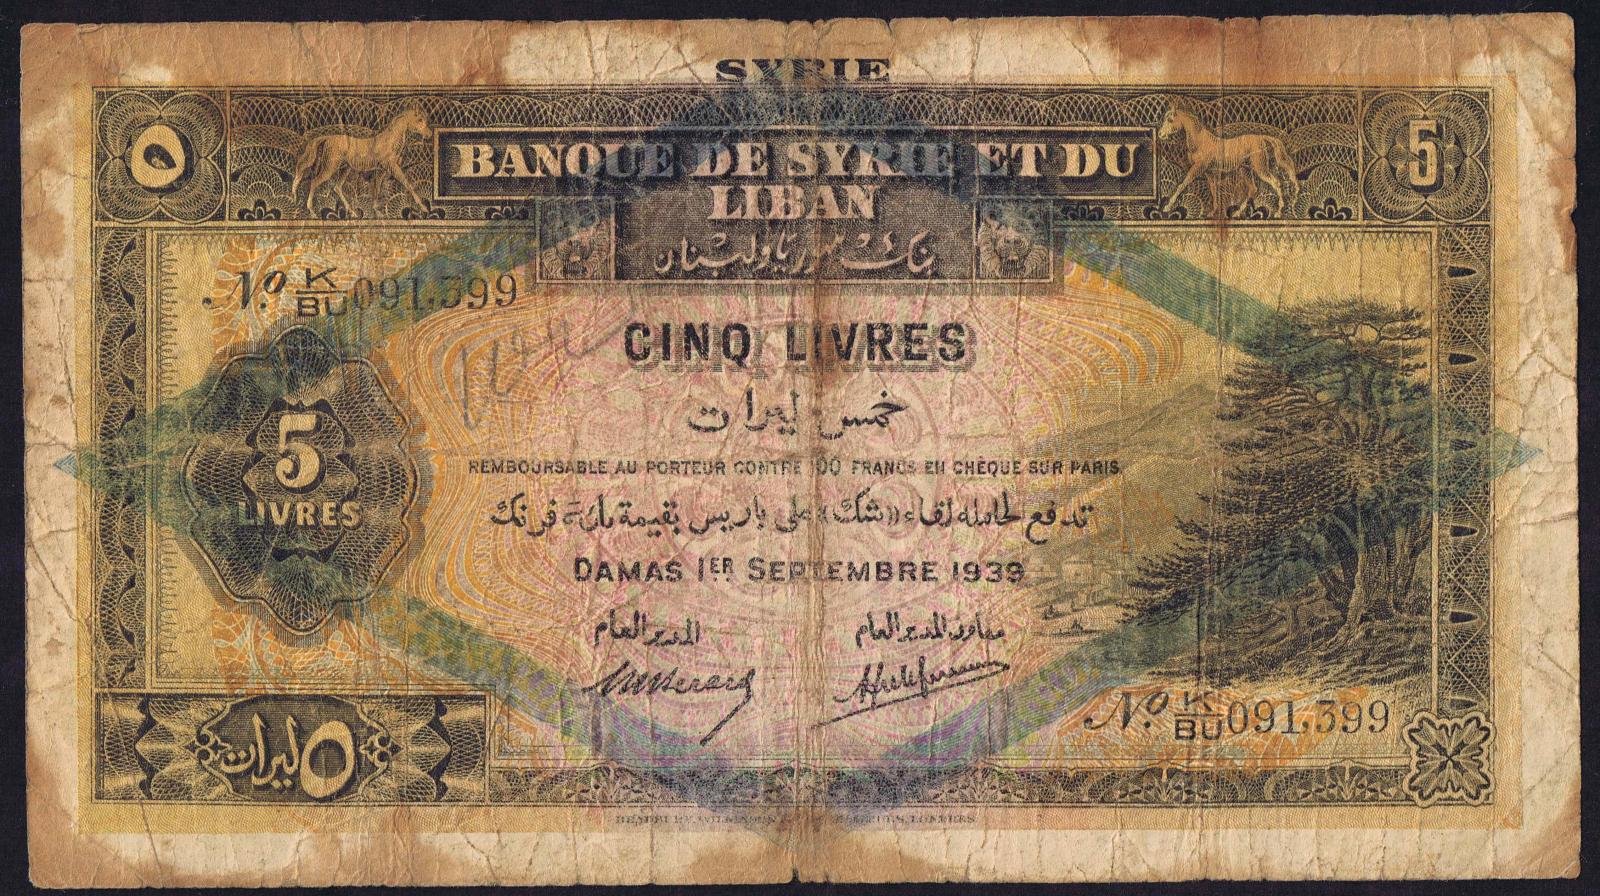 SYRIE
٥
BANQUE DE SYRIE ET DU
LIBAN
5
بنك سوريا ولبنان
No. K/BU 091,399
CINQ LIVRES
خمس ليرات
5
LIVRES
REMBOURSABLE AU PORTEUR CONTRE 100 FRANCS EN CHÈQUE SUR PARIS.
تدفع لحامله لقاء «شك» على باريس بقيمة مائة فرنك
DAMAS 1ER SEPTEMBRE 1939
المدير العام
معاون المدير العام
No. K/BU 091,399
٥ ليرات